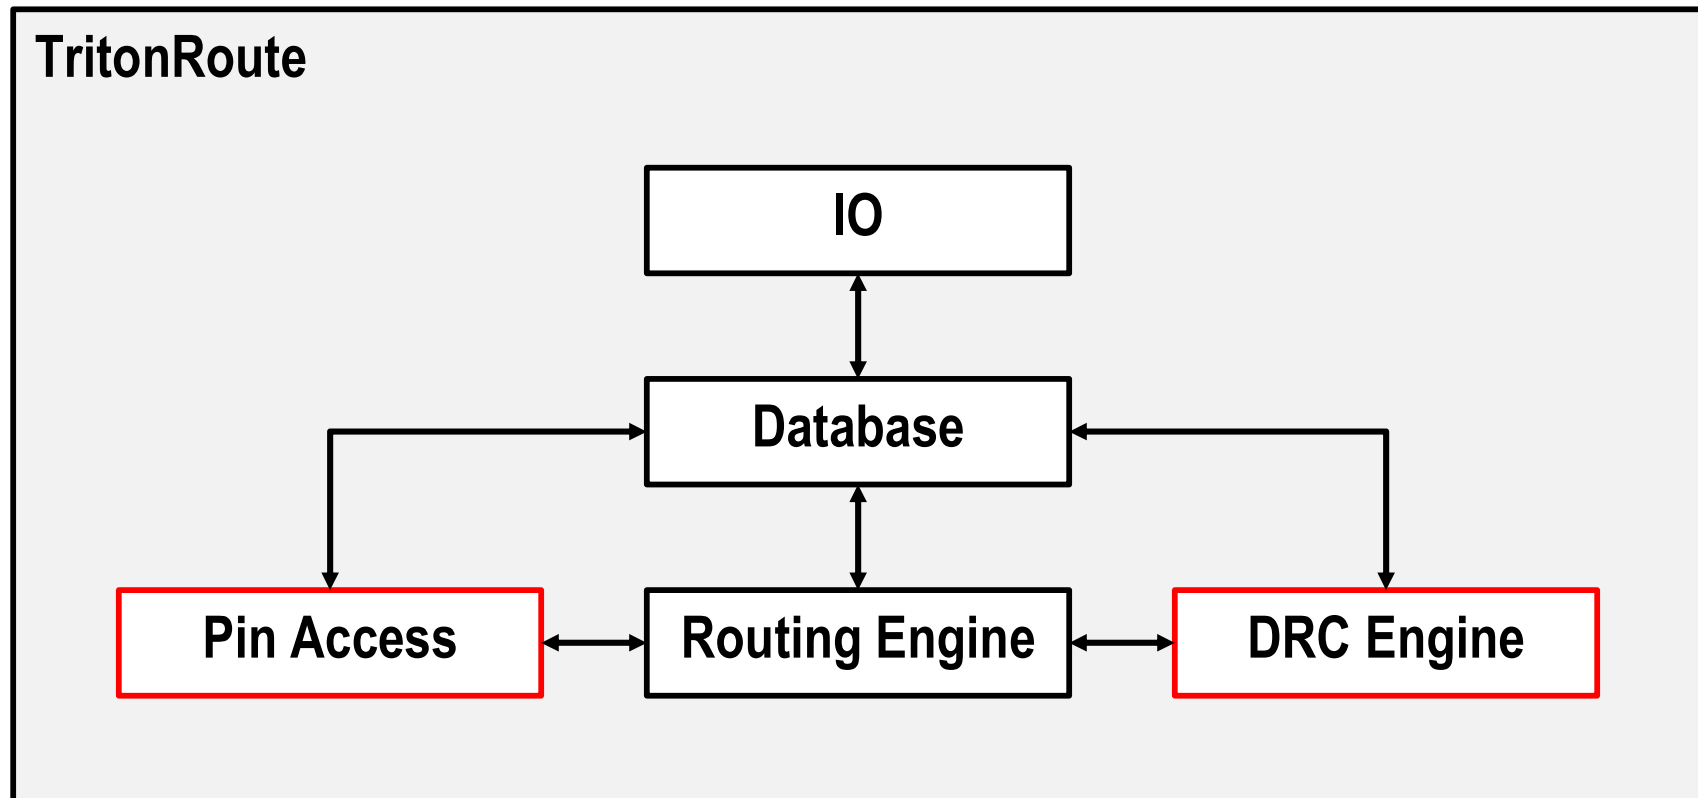 TritonRoute
IO
Database
Pin Access
Routing Engine
DRC Engine